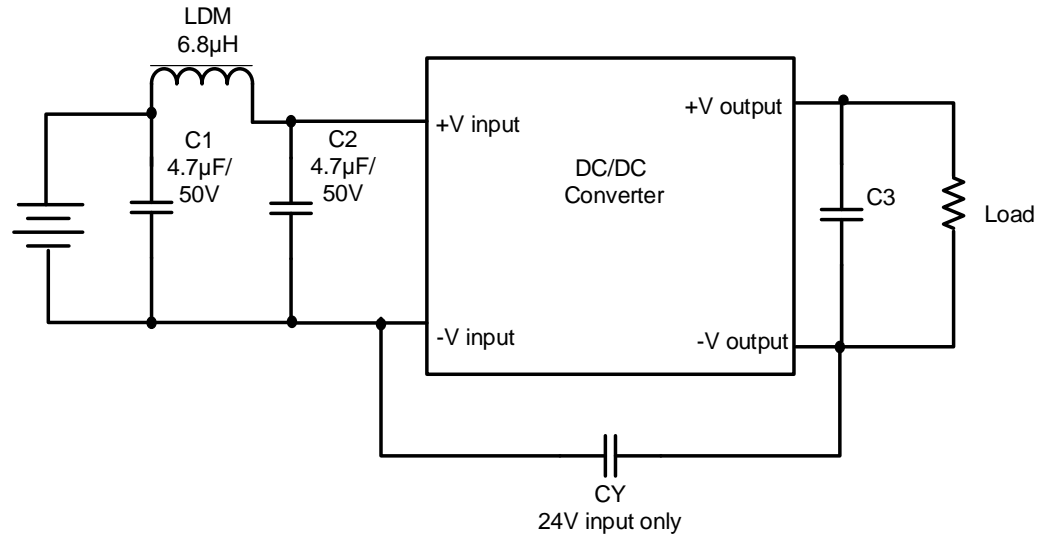 LDM
6.8µH
C1
4.7µF/
50V
C2
4.7µF/
50V
+V input
-V input
DC/DC
Converter
+V output
-V output
C3
Load
CY
24V input only